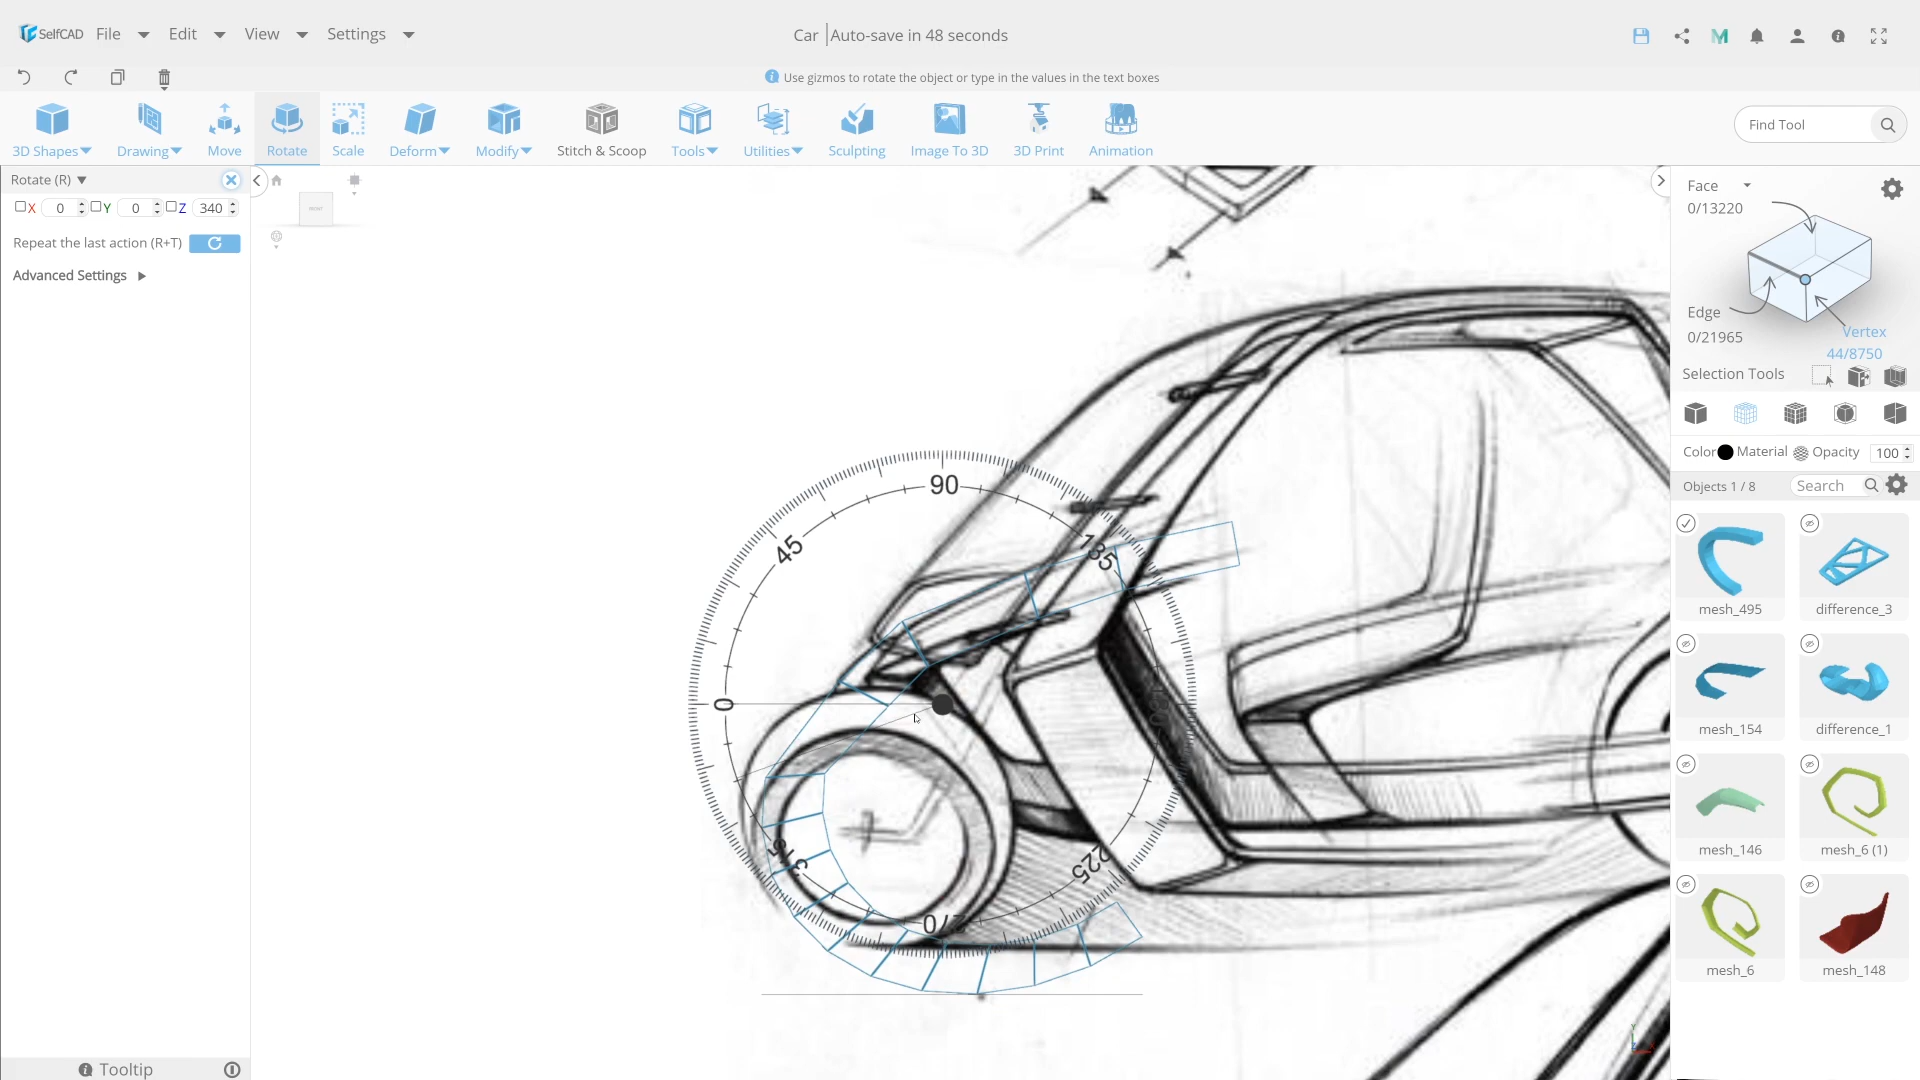 SelfCAD File Edit View Settings Car Auto-save in 48 seconds
Use gizmos to rotate the object or type in the values in the text boxes
3D Shapes Drawing Move Rotate Scale Deform Modify Stitch & Scoop Tools Utilities Sculpting Image To 3D 3D Print Animation
Find Tool
Rotate (R)
X 0 Y 0 Z 340
Repeat the last action (R+T)
Advanced Settings
FRONT
0
45
90
135
225
270
315
Face
0/13220
Edge
0/21965
Vertex
44/8750
Selection Tools
Color Material Opacity 100
Objects 1 / 8 Search
mesh_495 difference_3
mesh_154 difference_1
mesh_146 mesh_6 (1)
mesh_6 mesh_148
Tooltip